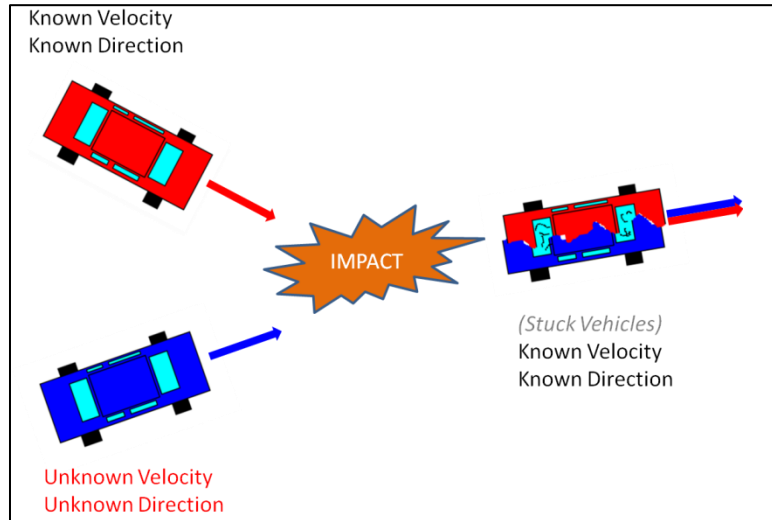 Known Velocity
Known Direction
IMPACT
(Stuck Vehicles)
Known Velocity
Known Direction
Unknown Velocity
Unknown Direction